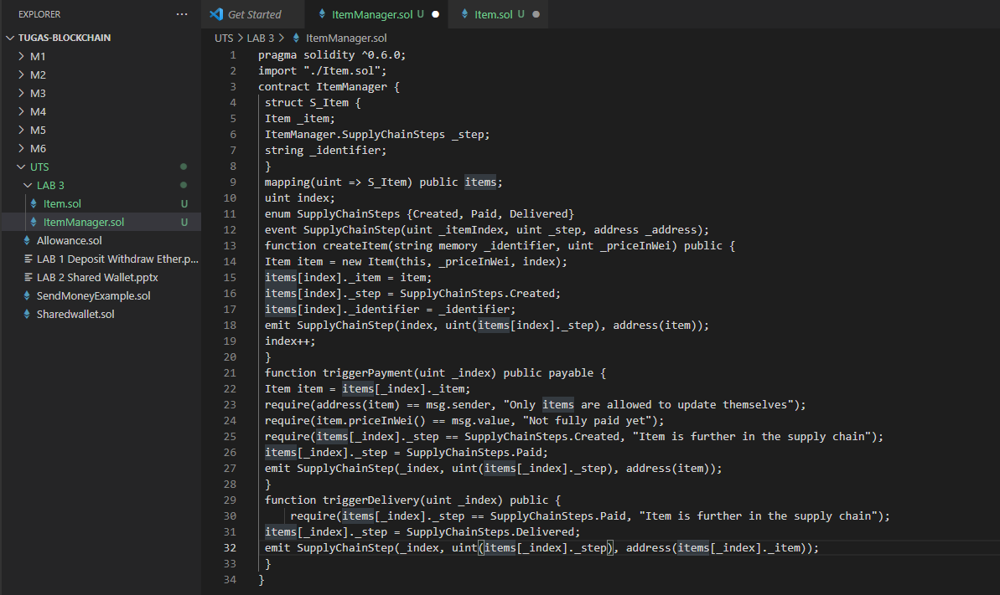 EXPLORER
TUGAS-BLOCKCHAIN
M1
M2
M3
M4
M5
M6
UTS
LAB 3
Item.sol U
ItemManager.sol U
Allowance.sol
LAB 1 Deposit Withdraw Ether.p...
LAB 2 Shared Wallet.pptx
SendMoneyExample.sol
Sharedwallet.sol
Get Started
ItemManager.sol U
Item.sol U
UTS > LAB 3 > ItemManager.sol
1 pragma solidity ^0.6.0;
2 import "./Item.sol";
3 contract ItemManager {
4 struct S_Item {
5 Item _item;
6 ItemManager.SupplyChainSteps _step;
7 string _identifier;
8 }
9 mapping(uint => S_Item) public items;
10 uint index;
11 enum SupplyChainSteps {Created, Paid, Delivered}
12 event SupplyChainStep(uint _itemIndex, uint _step, address _address);
13 function createItem(string memory _identifier, uint _priceInWei) public {
14 Item item = new Item(this, _priceInWei, index);
15 items[index]._item = item;
16 items[index]._step = SupplyChainSteps.Created;
17 items[index]._identifier = _identifier;
18 emit SupplyChainStep(index, uint(items[index]._step), address(item));
19 index++;
20 }
21 function triggerPayment(uint _index) public payable {
22 Item item = items[_index]._item;
23 require(address(item) == msg.sender, "Only items are allowed to update themselves");
24 require(item.priceInWei() == msg.value, "Not fully paid yet");
25 require(items[_index]._step == SupplyChainSteps.Created, "Item is further in the supply chain");
26 items[_index]._step = SupplyChainSteps.Paid;
27 emit SupplyChainStep(_index, uint(items[_index]._step), address(item));
28 }
29 function triggerDelivery(uint _index) public {
30 require(items[_index]._step == SupplyChainSteps.Paid, "Item is further in the supply chain");
31 items[_index]._step = SupplyChainSteps.Delivered;
32 emit SupplyChainStep(_index, uint(items[_index]._step), address(items[_index]._item));
33 }
34 }